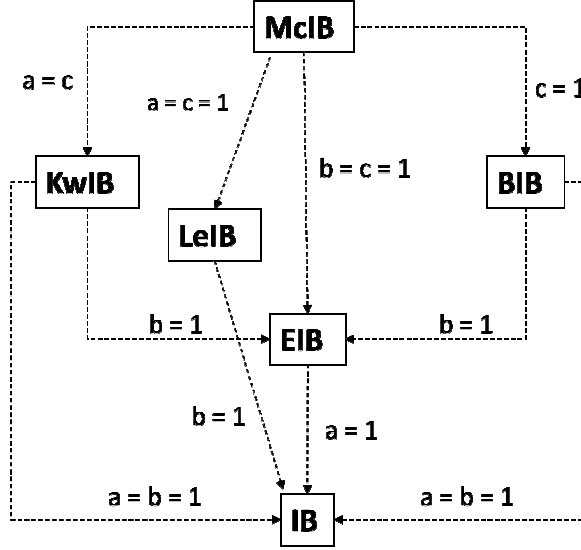 McIB
a = c
a = c = 1
c = 1
b = c = 1
KwIB
BIB
LeIB
b = 1
EIB
b = 1
b = 1
a = 1
a = b = 1
a = b = 1
IB